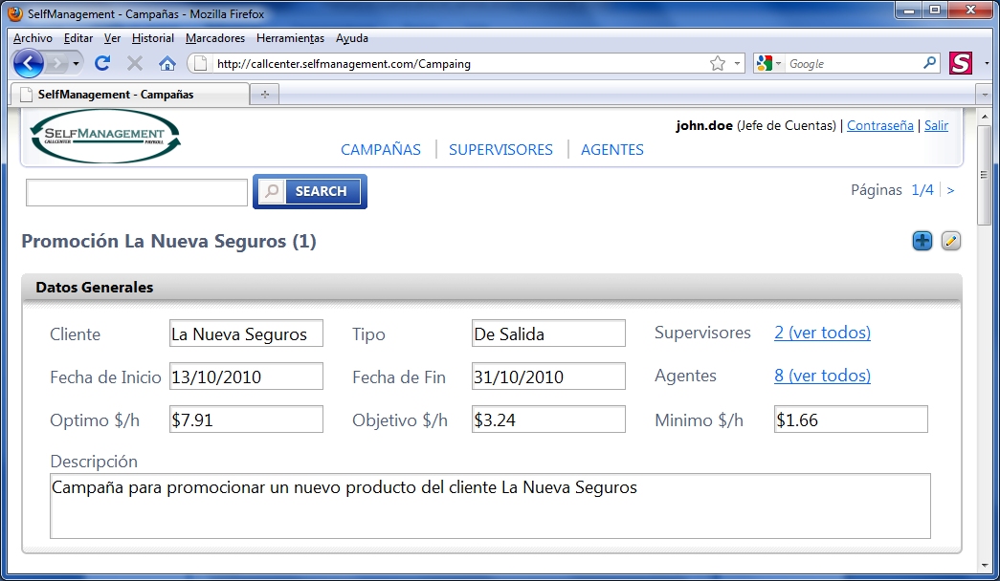 SelfManagement - Campañas - Mozilla Firefox
Archivo Editar Ver Historial Marcadores Herramientas Ayuda
http://callcenter.selfmanagement.com/Campaing
Google
S
SelfManagement - Campañas
SELFMANAGEMENT
CALLCENTER PAYROLL
john.doe (Jefe de Cuentas) | Contraseña | Salir
CAMPAÑAS | SUPERVISORES | AGENTES
SEARCH
Páginas 1/4 | >
Promoción La Nueva Seguros (1)
Datos Generales
Cliente La Nueva Seguros Tipo De Salida Supervisores 2 (ver todos)
Fecha de Inicio 13/10/2010 Fecha de Fin 31/10/2010 Agentes 8 (ver todos)
Optimo $/h $7.91 Objetivo $/h $3.24 Minimo $/h $1.66
Descripción
Campaña para promocionar un nuevo producto del cliente La Nueva Seguros